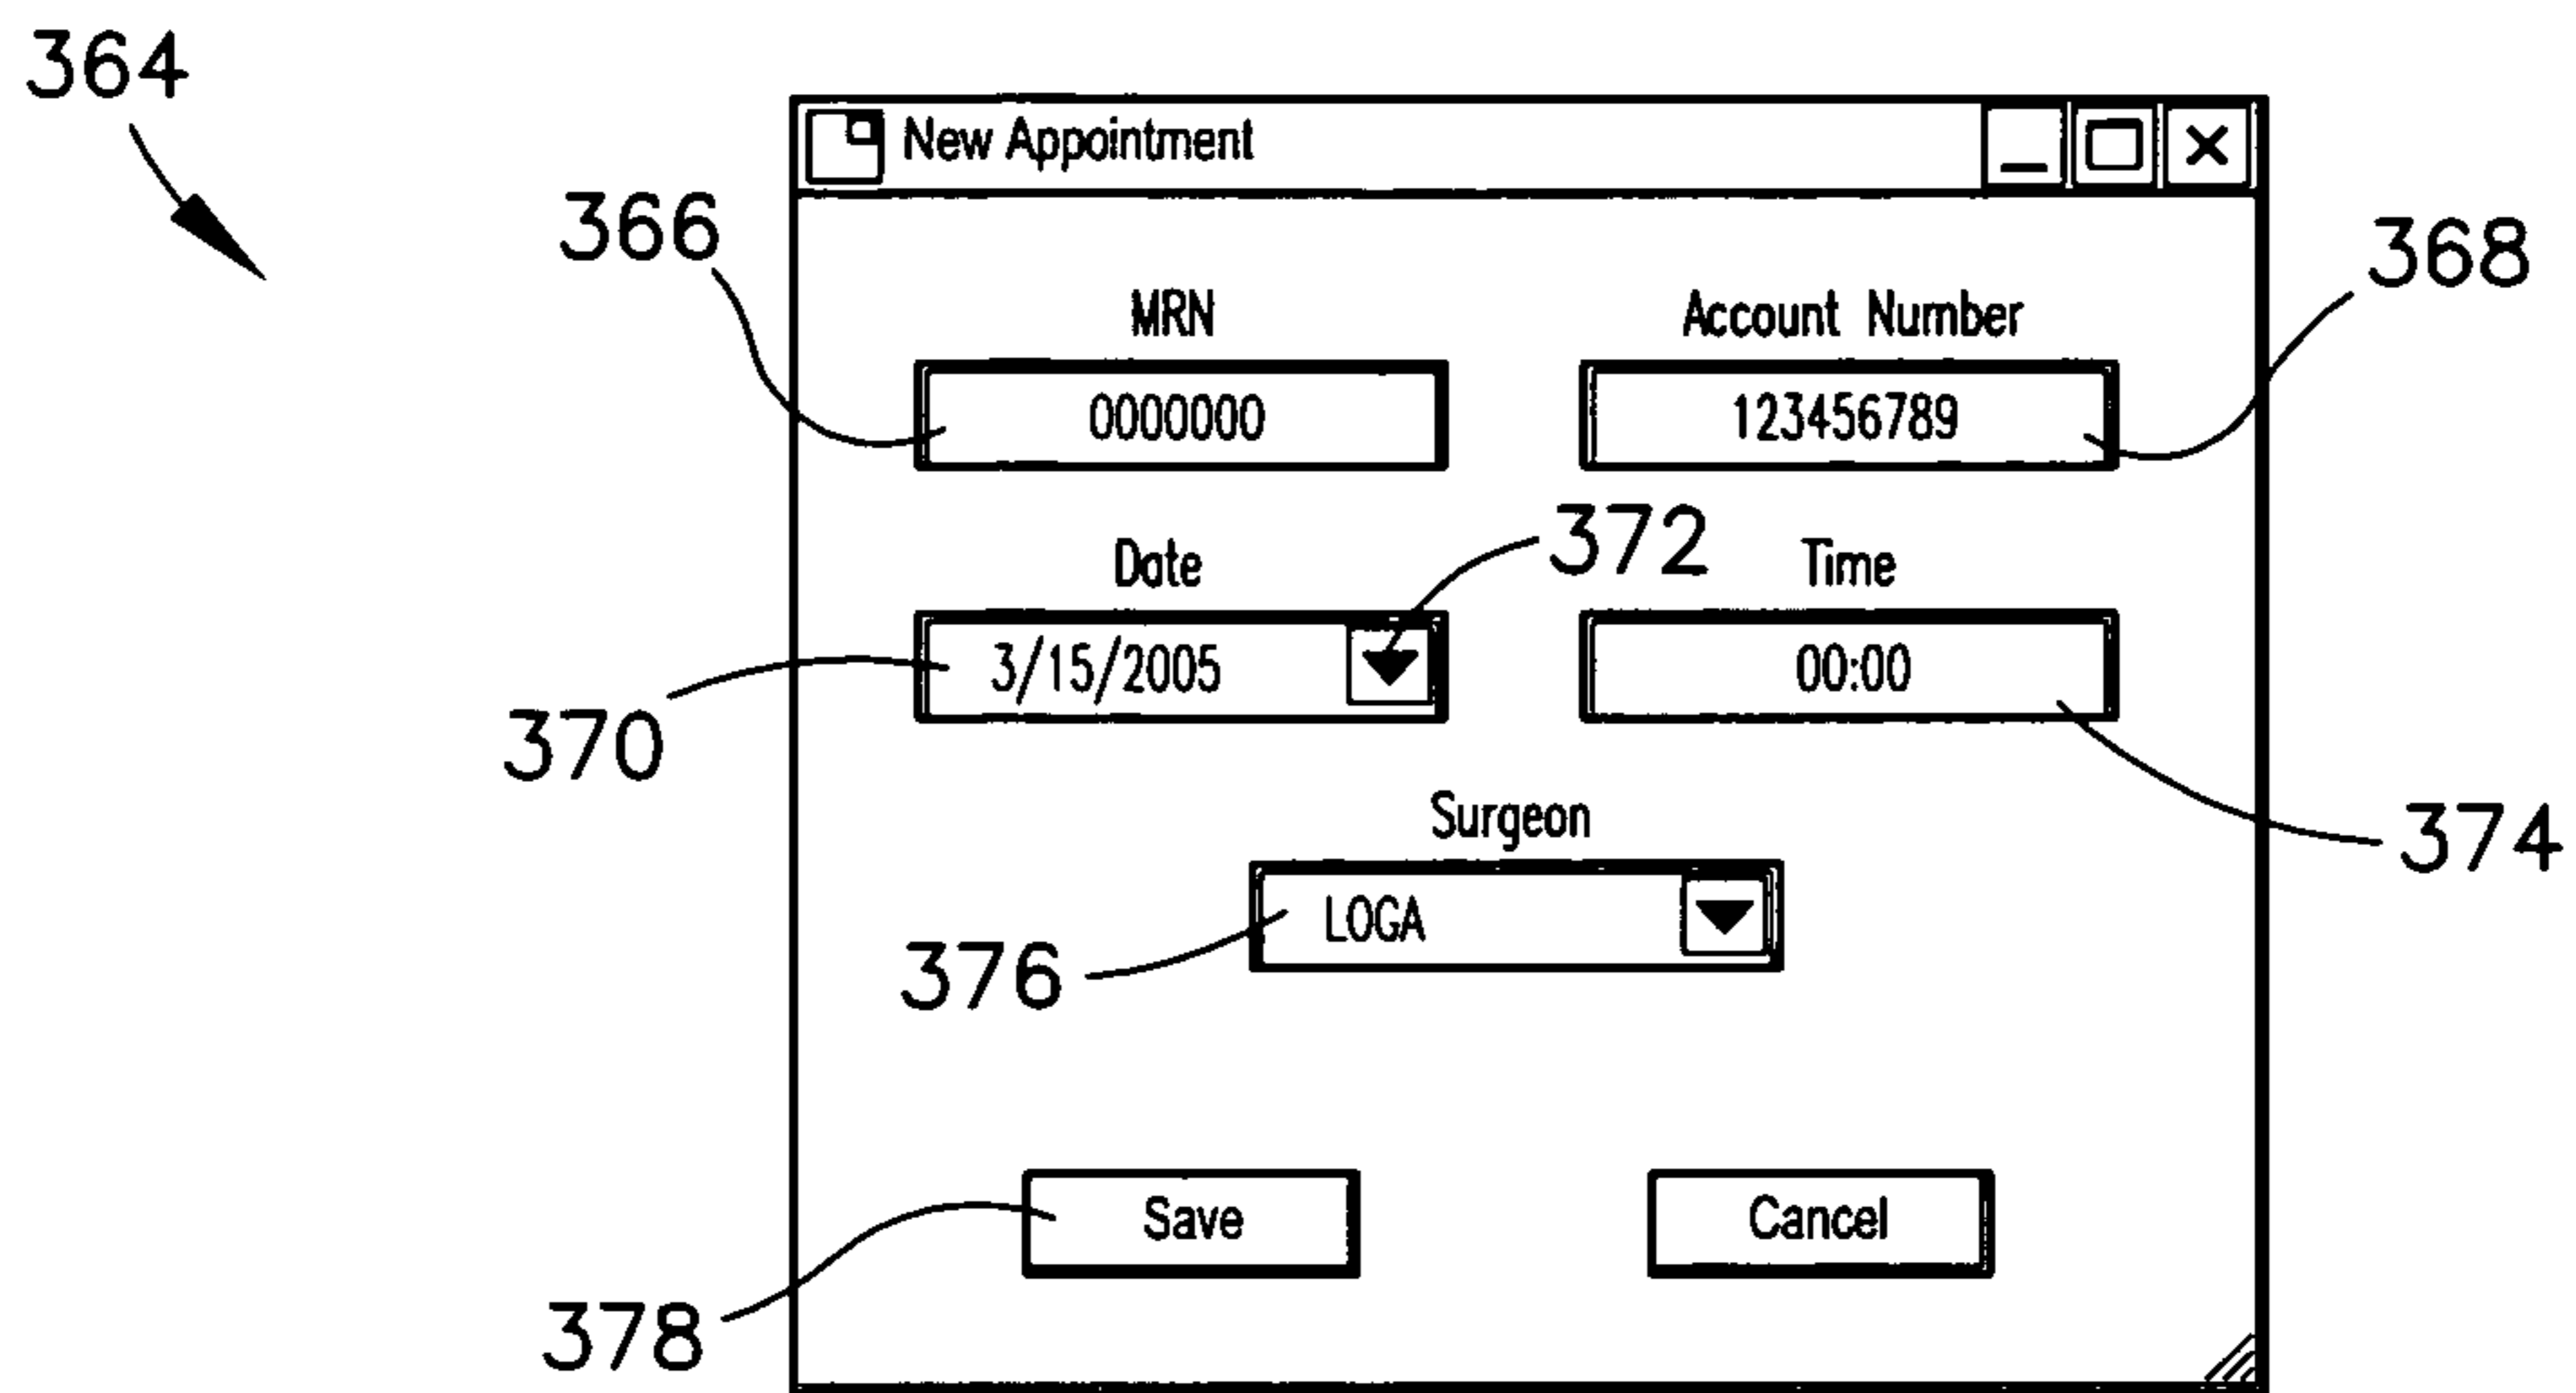 364
New Appointment
366
368
MRN
Account Number
0000000
123456789
372
Date
Time
3/15/2005
00:00
370
Surgeon
374
LOGA
376
Save
Cancel
378